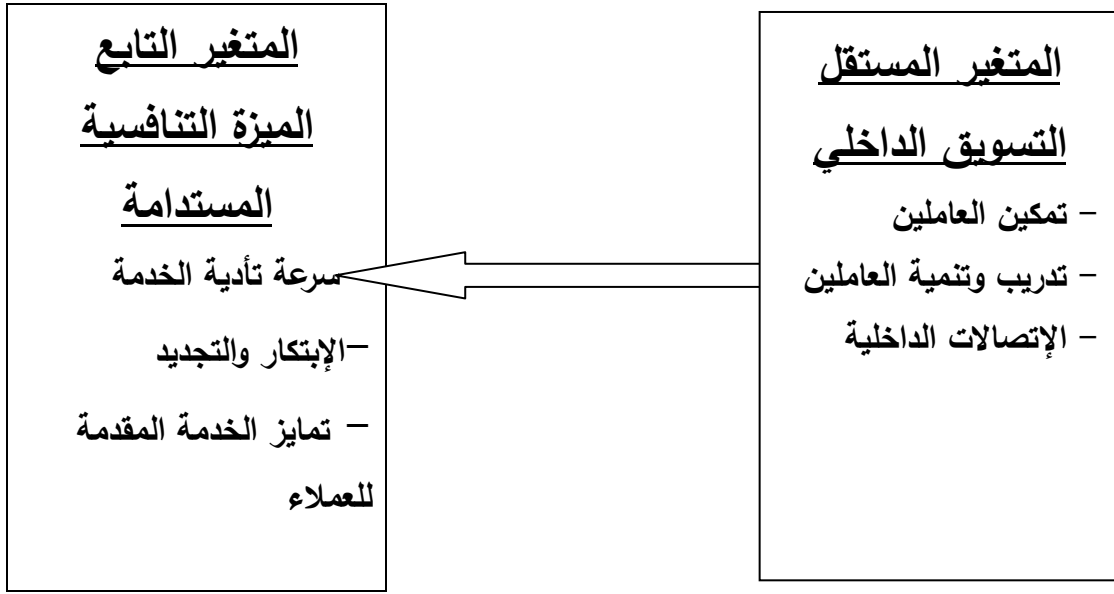 المتغير المستقل
التسويق الداخلي
- تمكين العاملين
- تدريب وتنمية العاملين
- الإتصالات الداخلية
المتغير التابع
الميزة التنافسية
المستدامة
سرعة تأدية الخدمة
-الإبتكار والتجديد
- تمايز الخدمة المقدمة
للعملاء